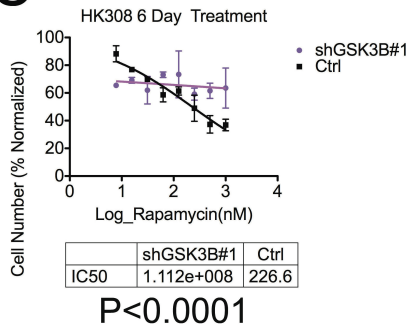 HK308 6 Day Treatment
Cell Number (% Normalized)
100
80
60
40
20
0
0 1 2 3 4
Log_Rapamycin(nM)
shGSK3B#1
Ctrl
shGSK3B#1 Ctrl
IC50 1.112e+008 226.6
P<0.0001